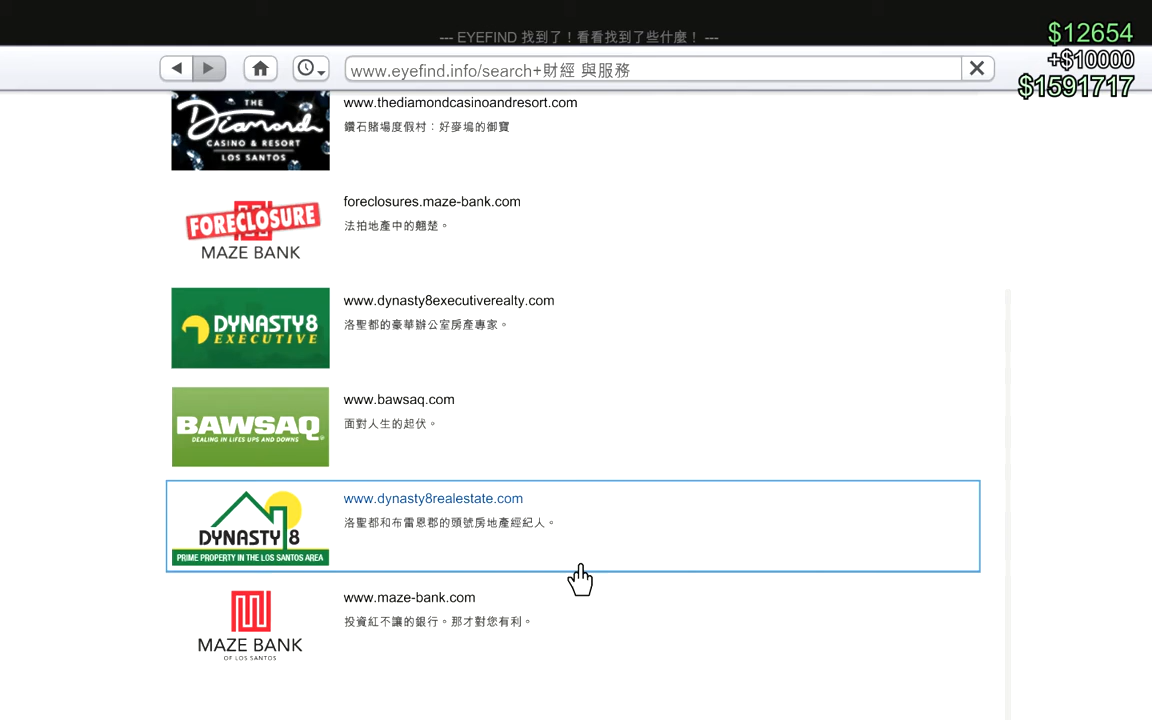 --- EYEFIND 找到了！看看找到了些什麼！ ---
$12654
+$10000
$1591717
www.eyefind.info/search+財經 與服務
THE
Diamond
CASINO & RESORT
LOS SANTOS
www.thediamondcasinoandresort.com
鑽石賭場度假村：好麥塢的御寶
FORECLOSURE
MAZE BANK
foreclosures.maze-bank.com
法拍地產中的翹楚。
DYNASTY8
EXECUTIVE
www.dynasty8executiverealty.com
洛聖都的豪華辦公室房產專家。
BAWSAQ
DEALING IN LIFES UPS AND DOWNS
www.bawsaq.com
面對人生的起伏。
DYNASTY 8
PRIME PROPERTY IN THE LOS SANTOS AREA
www.dynasty8realestate.com
洛聖都和布雷恩郡的頭號房地產經紀人。
MAZE BANK
OF LOS SANTOS
www.maze-bank.com
投資紅不讓的銀行。那才對您有利。